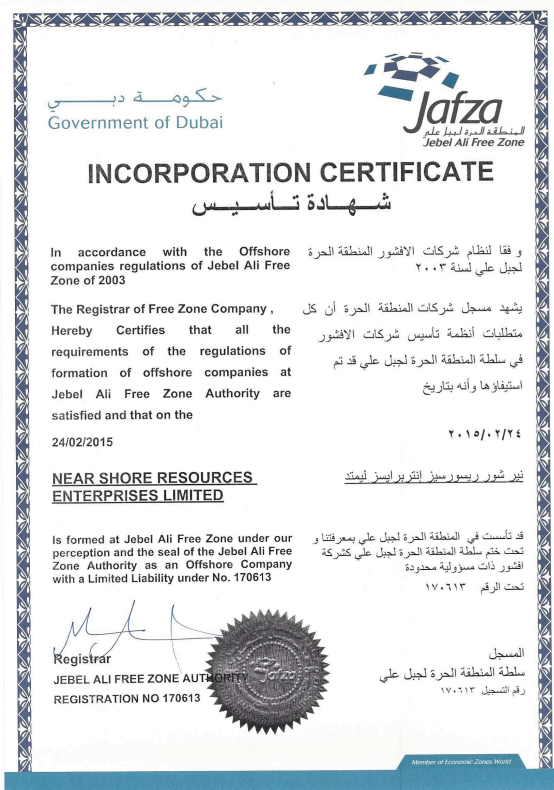 حكومة دبي
Government of Dubai
Jafza
المنطقة الحرة لجبل علي
Jebel Ali Free Zone
INCORPORATION CERTIFICATE
شهادة تأسيس
In accordance with the Offshore
companies regulations of Jebel Ali Free
Zone of 2003
و فقا لنظام شركات الافشور المنطقة الحرة
لجبل علي لسنة ٢٠٠٣
The Registrar of Free Zone Company ,
Hereby Certifies that all the
requirements of the regulations of
formation of offshore companies at
Jebel Ali Free Zone Authority are
satisfied and that on the
يشهد مسجل شركات المنطقة الحرة أن كل
متطلبات أنظمة تأسيس شركات الافشور
في سلطة المنطقة الحرة لجبل علي قد تم
استيفاؤها وأنه بتاريخ
24/02/2015
٢٠١٥/٠٢/٢٤
NEAR SHORE RESOURCES
ENTERPRISES LIMITED
نير شور ريسورسيز إنتربرايسز ليمتد
Is formed at Jebel Ali Free Zone under our
perception and the seal of the Jebel Ali Free
Zone Authority as an Offshore Company
with a Limited Liability under No. 170613
قد تأسست في المنطقة الحرة لجبل علي بمعرفتنا و
تحت ختم سلطة المنطقة الحرة لجبل علي كشركة
افشور ذات مسؤولية محدودة
تحت الرقم ١٧٠٦١٣
Registrar
JEBEL ALI FREE ZONE AUTHORITY
REGISTRATION NO 170613
Jafza
المسجل
سلطة المنطقة الحرة لجبل علي
رقم التسجيل ١٧٠٦١٣
Member of Economic Zones World